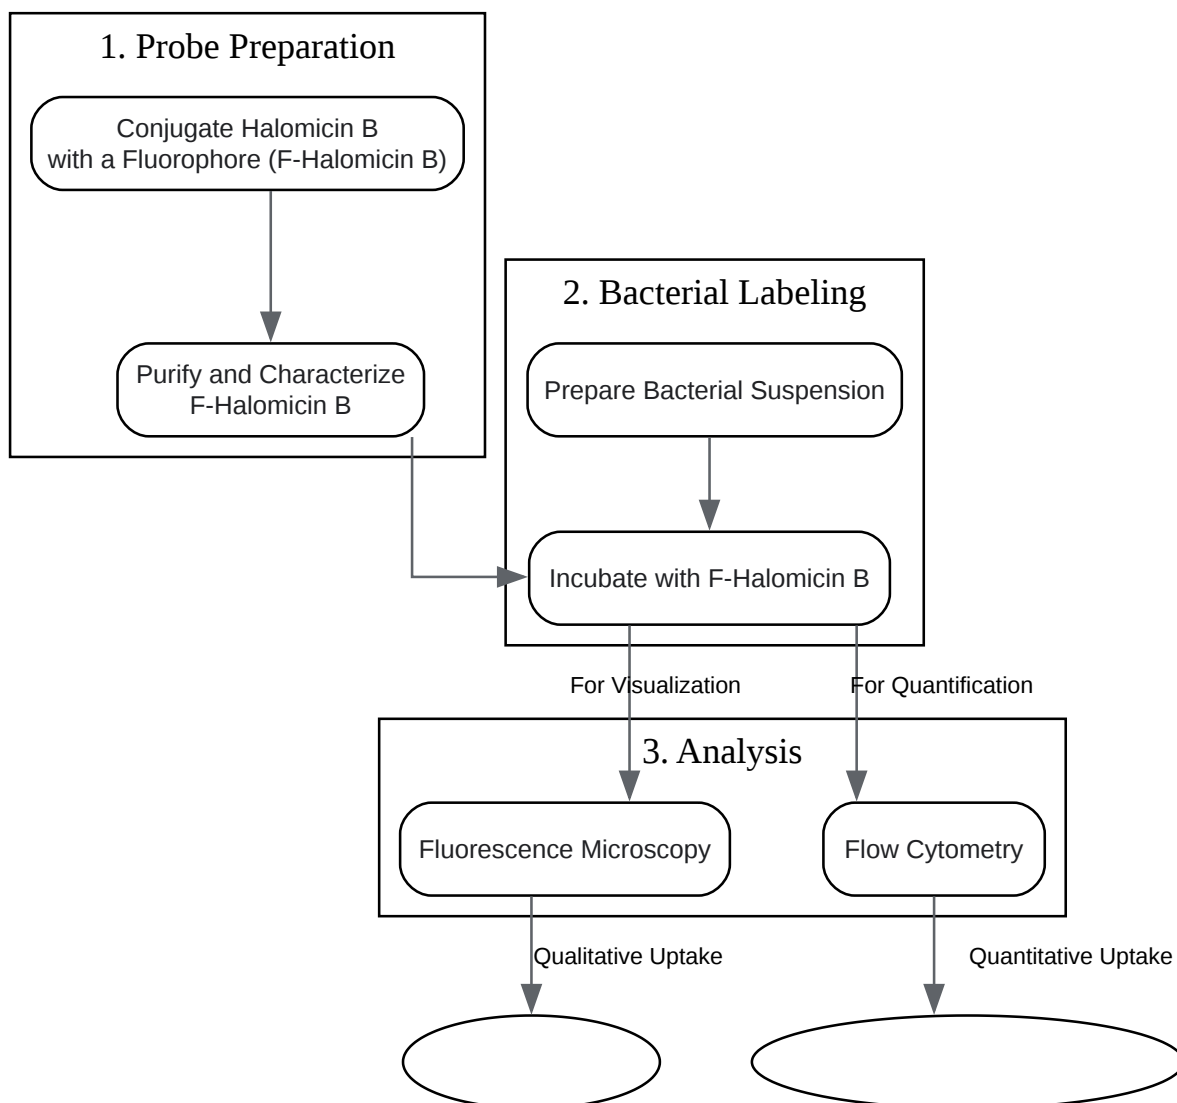 1. Probe Preparation
Conjugate Halomicin B
with a Fluorophore (F-Halomicin B)
Purify and Characterize
F-Halomicin B
2. Bacterial Labeling
Prepare Bacterial Suspension
Incubate with F-Halomicin B
For Visualization
For Quantification
3. Analysis
Fluorescence Microscopy
Flow Cytometry
Qualitative Uptake
Quantitative Uptake